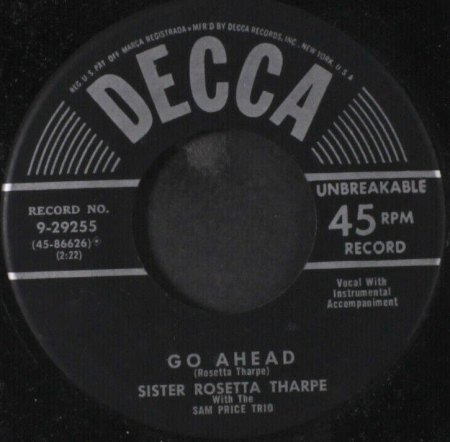 REG. U.S. PAT. OFF. MARCA REGISTRADA • MF'D BY DECCA RECORDS, INC., NEW YORK, U.S.A.
DECCA
RECORD NO.
9-29255
(45-86626)
(2:22)
UNBREAKABLE
45 RPM
RECORD
Vocal With
Instrumental
Accompaniment
GO AHEAD
(Rosetta Tharpe)
SISTER ROSETTA THARPE
With The
SAM PRICE TRIO